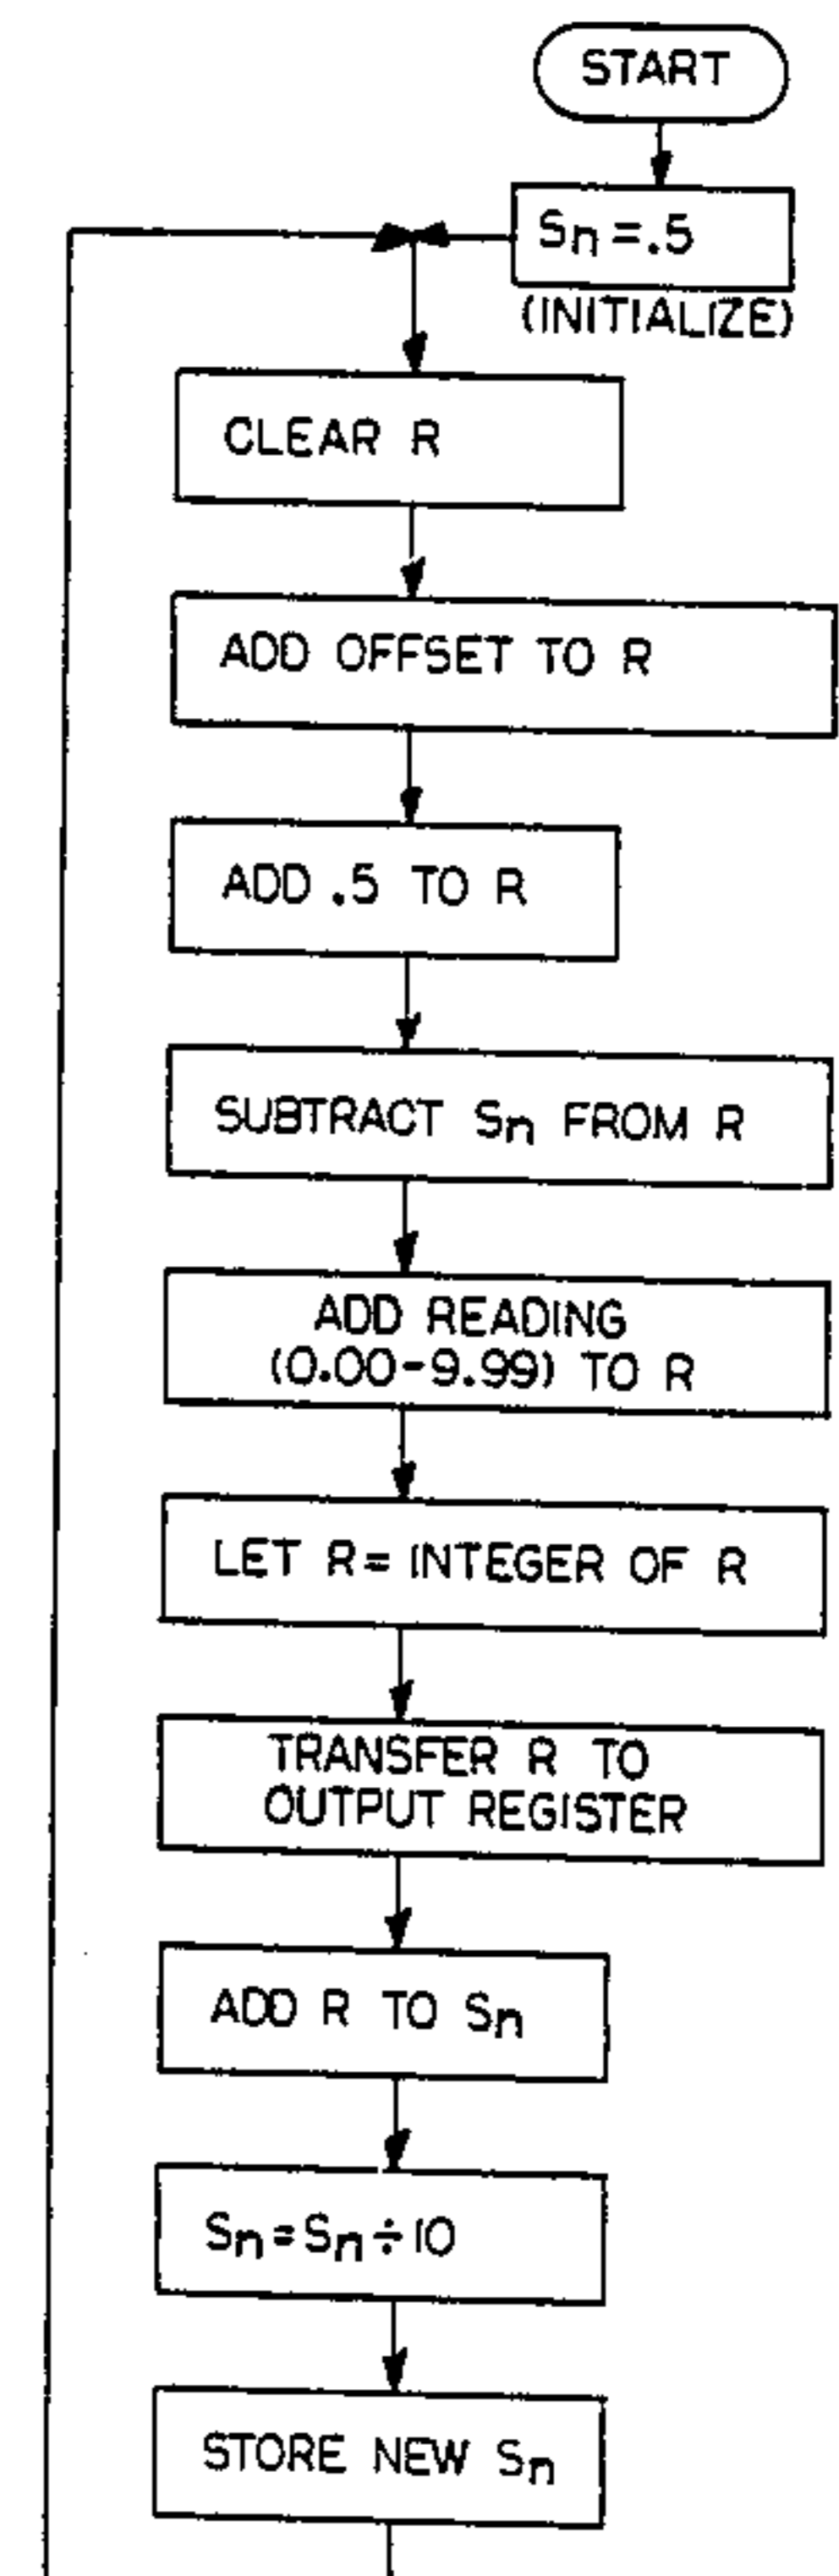 START
Sn = .5
(INITIALIZE)
CLEAR R
ADD OFFSET TO R
ADD .5 TO R
SUBTRACT Sn FROM R
ADD READING
(0.00-9.99) TO R
LET R = INTEGER OF R
TRANSFER R TO
OUTPUT REGISTER
ADD R TO Sn
Sn = Sn ÷ 10
STORE NEW Sn